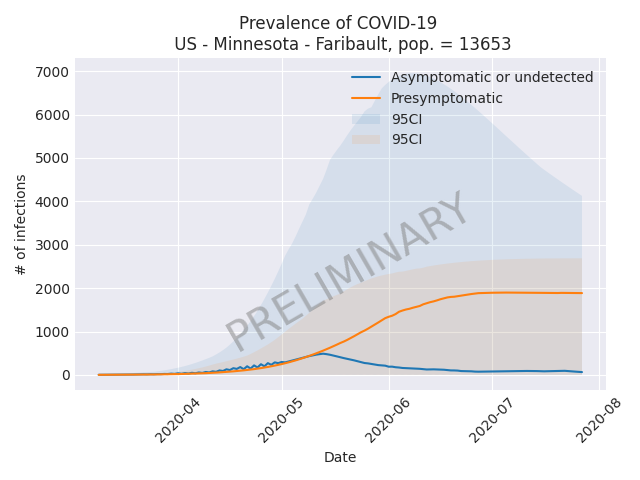 Prevalence of COVID-19
US - Minnesota - Faribault, pop. = 13653
Asymptomatic or undetected
Presymptomatic
95CI
95CI
PRELIMINARY
# of infections
7000
6000
5000
4000
3000
2000
1000
0
2020-04
2020-05
2020-06
2020-07
2020-08
Date